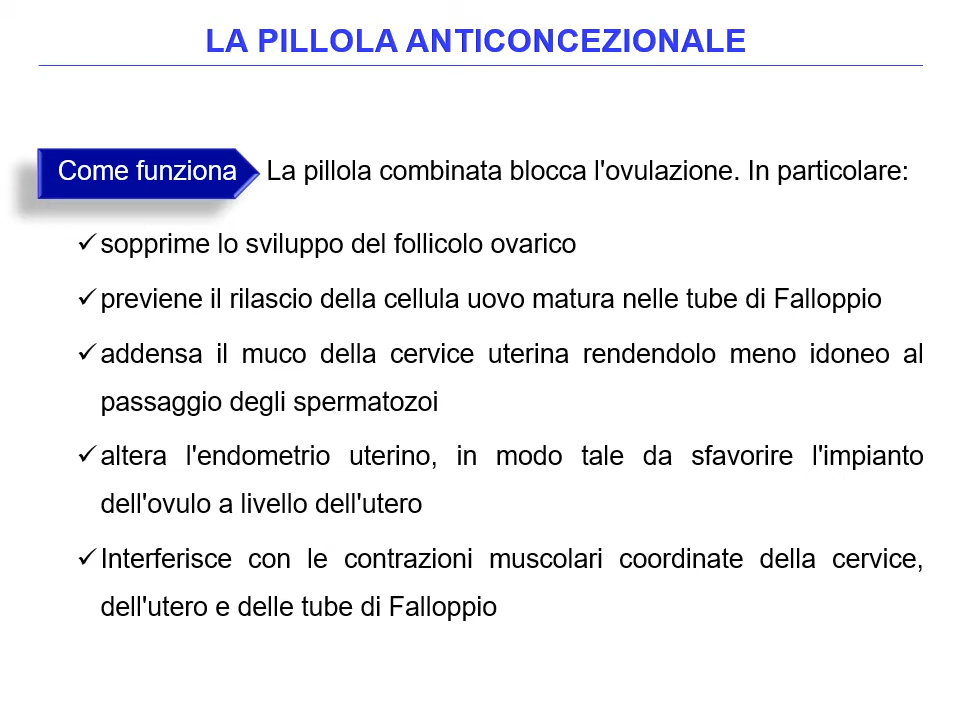 LA PILLOLA ANTICONCEZIONALE
Come funziona La pillola combinata blocca l'ovulazione. In particolare:
✓sopprime lo sviluppo del follicolo ovarico
✓previene il rilascio della cellula uovo matura nelle tube di Falloppio
✓addensa il muco della cervice uterina rendendolo meno idoneo al
passaggio degli spermatozoi
✓altera l'endometrio uterino, in modo tale da sfavorire l'impianto
dell'ovulo a livello dell'utero
✓Interferisce con le contrazioni muscolari coordinate della cervice,
dell'utero e delle tube di Falloppio